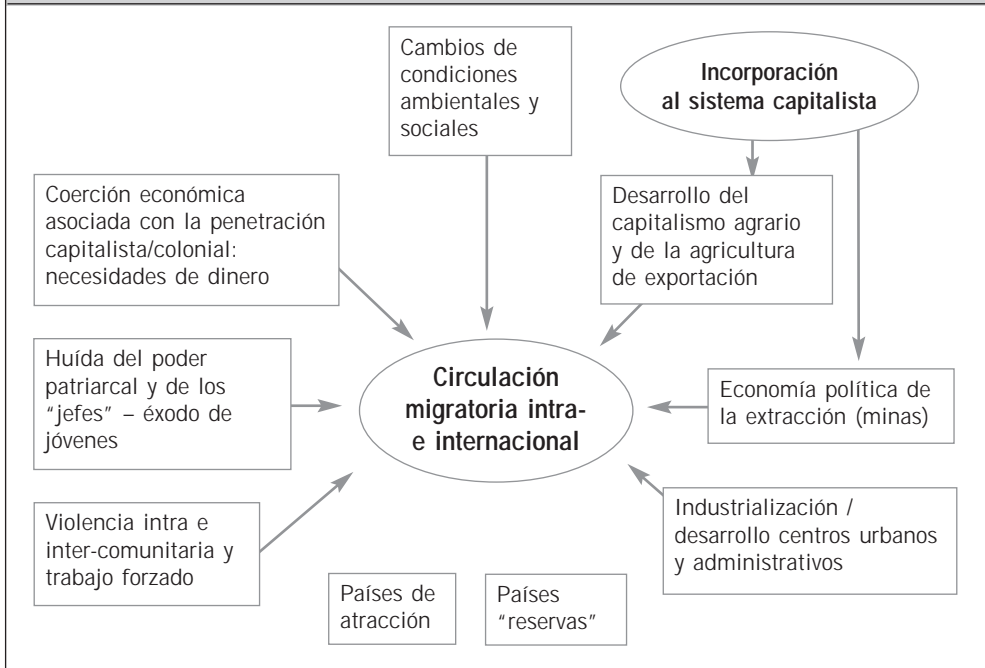 Cambios de
condiciones
ambientales y
sociales
Incorporación
al sistema capitalista
Coerción económica
asociada con la penetración
capitalista/colonial:
necesidades de dinero
Desarrollo del
capitalismo agrario
y de la agricultura
de exportación
Huída del poder
patriarcal y de los
“jefes” – éxodo de
jóvenes
Circulación
migratoria intra-
e internacional
Economía política de
la extracción (minas)
Violencia intra e
inter-comunitaria y
trabajo forzado
Industrialización /
desarrollo centros urbanos
y administrativos
Países de
atracción
Países
“reservas”